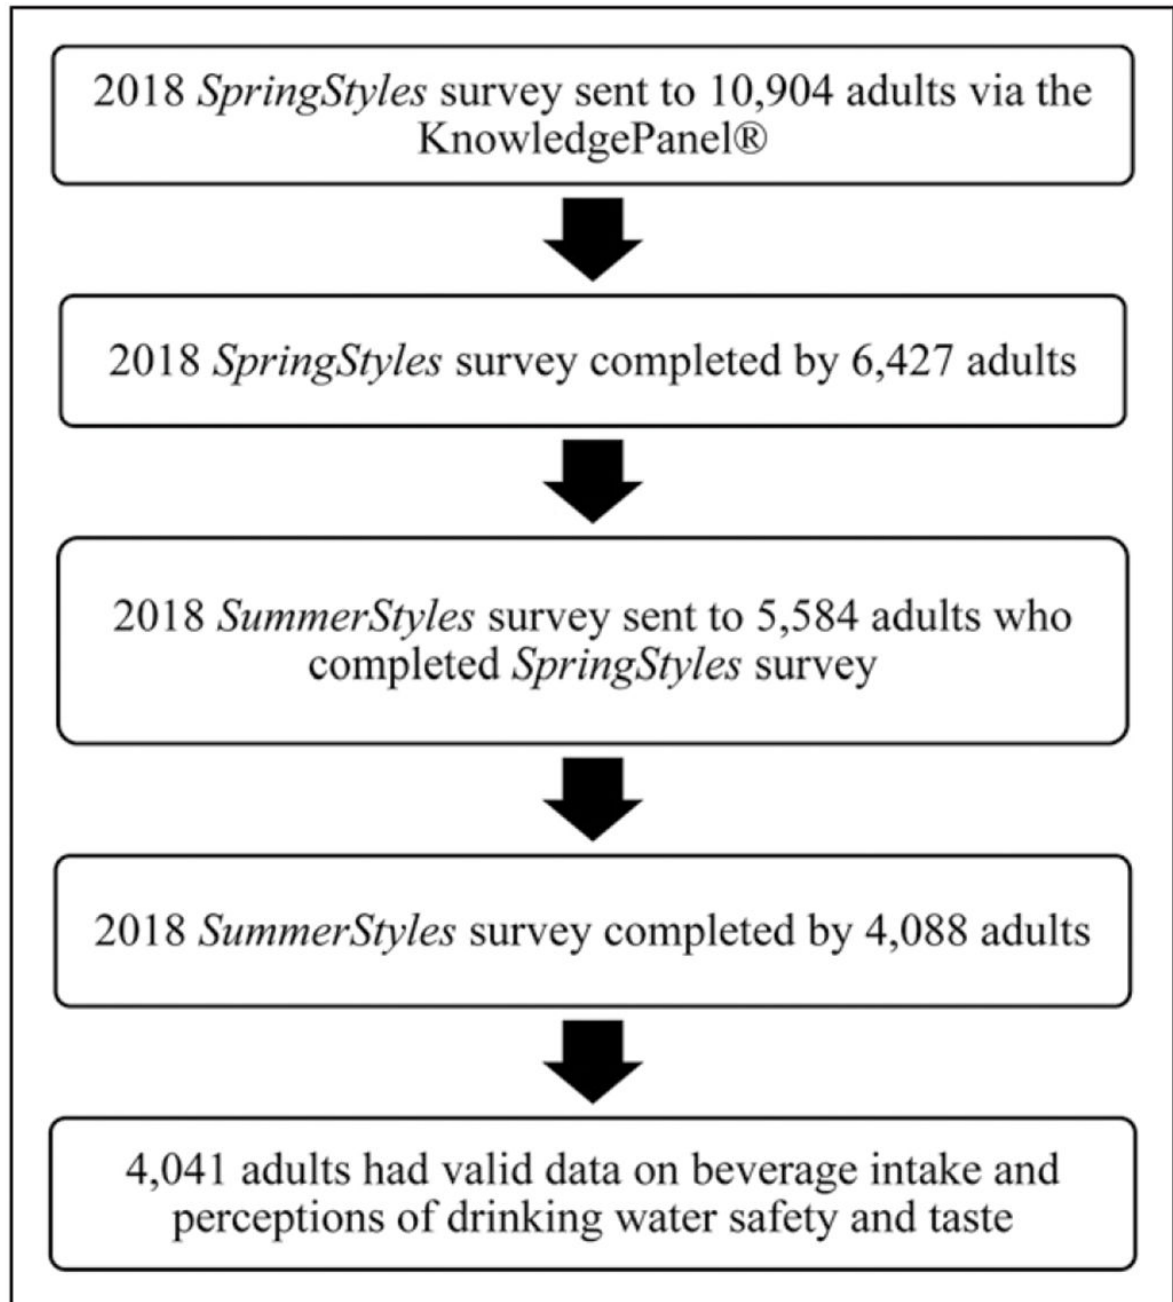 2018 SpringStyles survey sent to 10,904 adults via the
KnowledgePanel®
2018 SpringStyles survey completed by 6,427 adults
2018 SummerStyles survey sent to 5,584 adults who
completed SpringStyles survey
2018 SummerStyles survey completed by 4,088 adults
4,041 adults had valid data on beverage intake and
perceptions of drinking water safety and taste